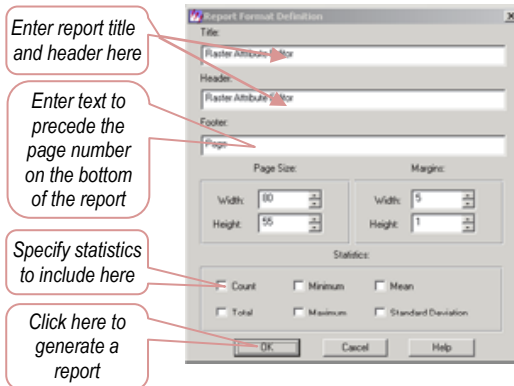 Report Format Definition
Enter report title
and header here
Title:
Raster Attribute Editor
Header:
Raster Attribute Editor
Enter text to
precede the
page number
on the bottom
of the report
Footer:
Page
Page Size:
Margins:
Width: 80
Width: 5
Height: 55
Height: 1
Specify statistics
to include here
Statistics:
Count
Minimum
Mean
Total
Maximum
Standard Deviation
Click here to
generate a
report
OK
Cancel
Help